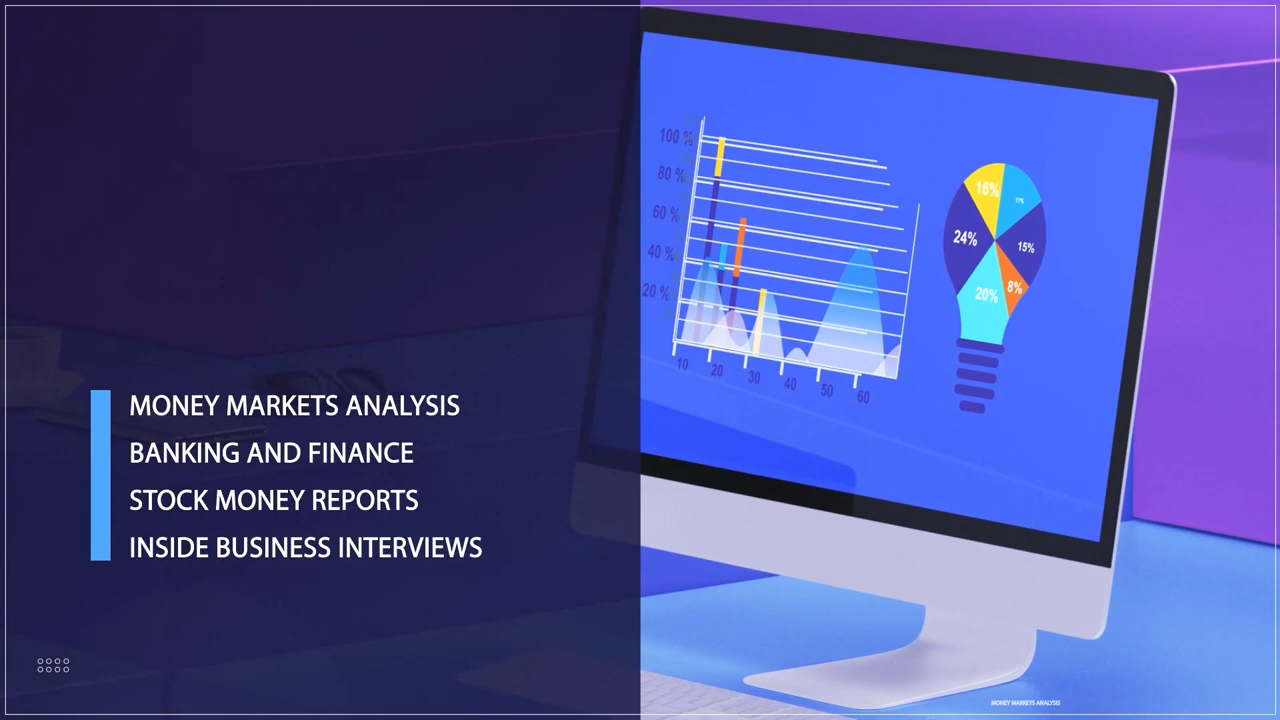 MONEY MARKETS ANALYSIS
BANKING AND FINANCE
STOCK MONEY REPORTS
INSIDE BUSINESS INTERVIEWS
100 %
80 %
60 %
40 %
20 %
10 20 30 40 50 60
16%
17%
24%
15%
20%
8%
MONEY MARKETS ANALYSIS